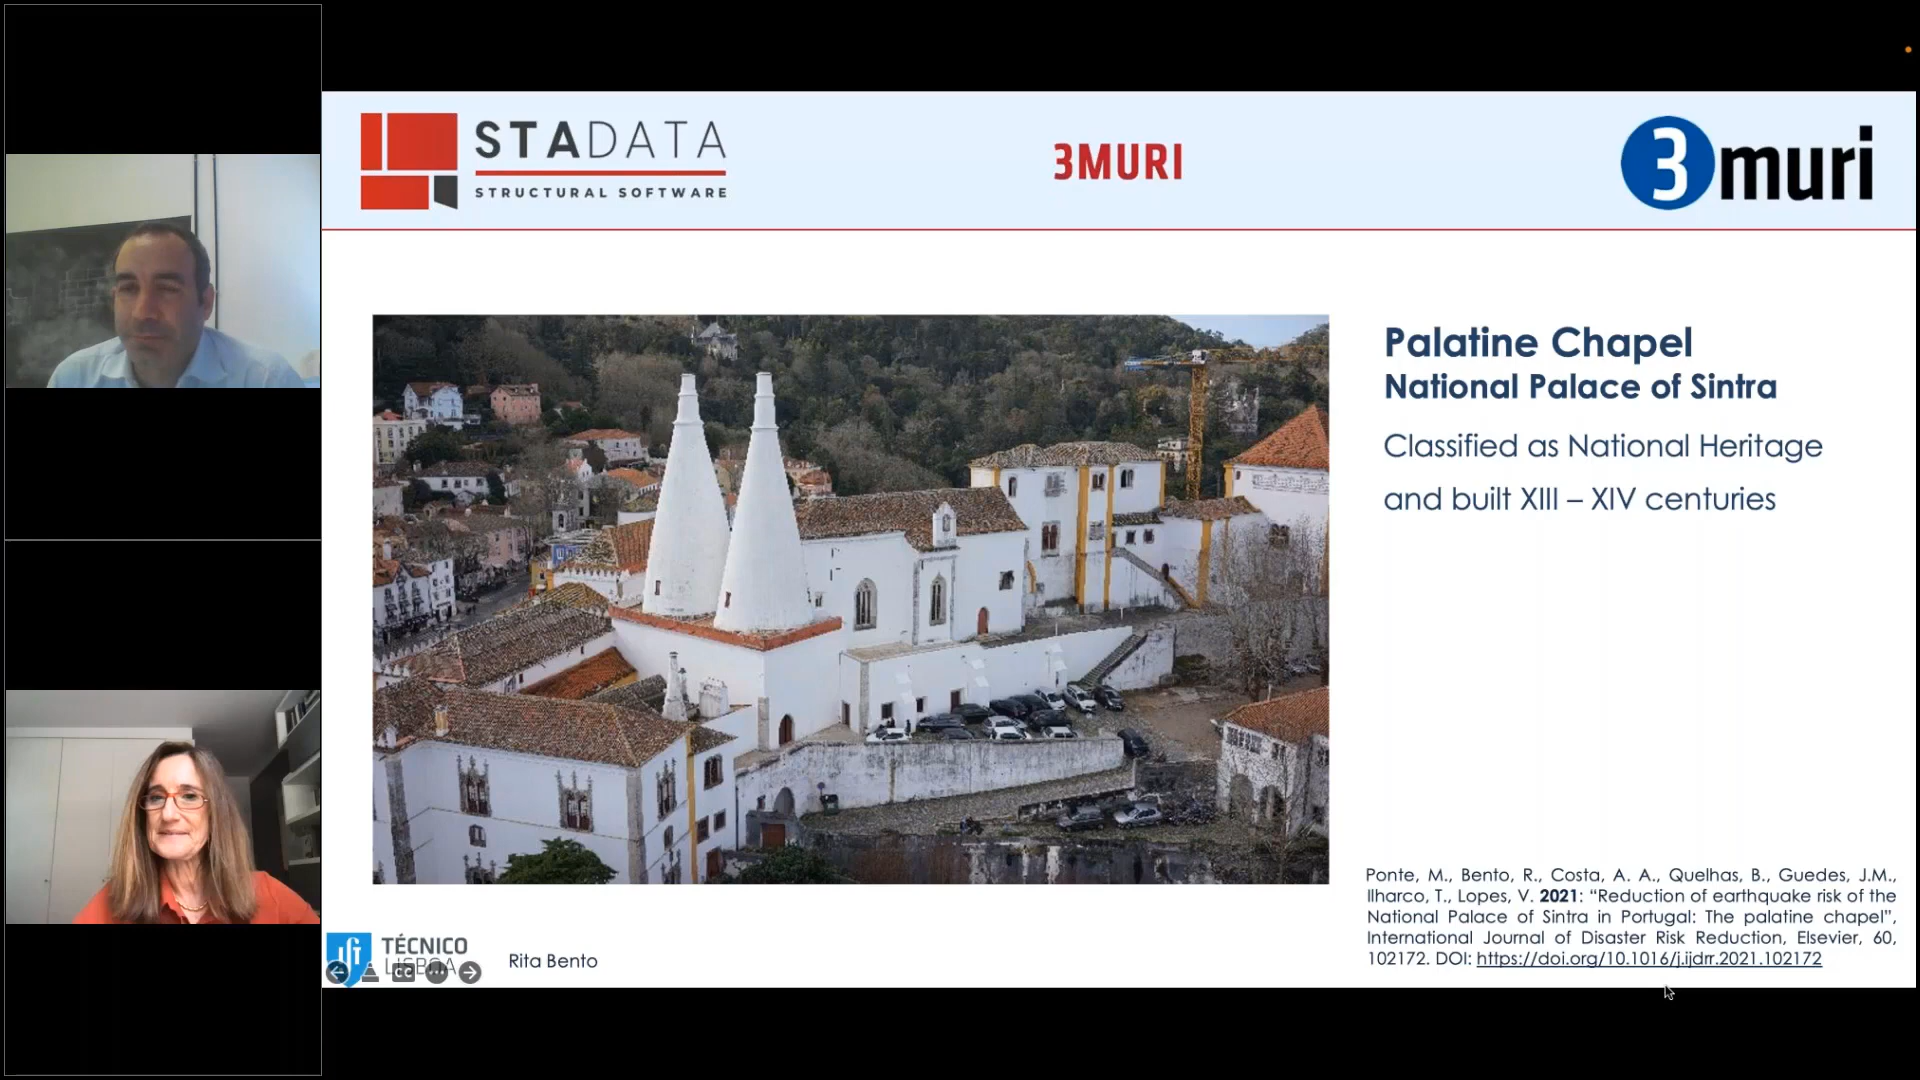 STADATA
STRUCTURAL SOFTWARE
3MURI
3muri
Palatine Chapel
National Palace of Sintra
Classified as National Heritage
and built XIII – XIV centuries
Ponte, M., Bento, R., Costa, A. A., Quelhas, B., Guedes, J.M.,
Ilharco, T., Lopes, V. 2021: “Reduction of earthquake risk of the
National Palace of Sintra in Portugal: The palatine chapel”,
International Journal of Disaster Risk Reduction, Elsevier, 60,
102172. DOI: https://doi.org/10.1016/j.ijdrr.2021.102172
TÉCNICO
LISBOA
Rita Bento